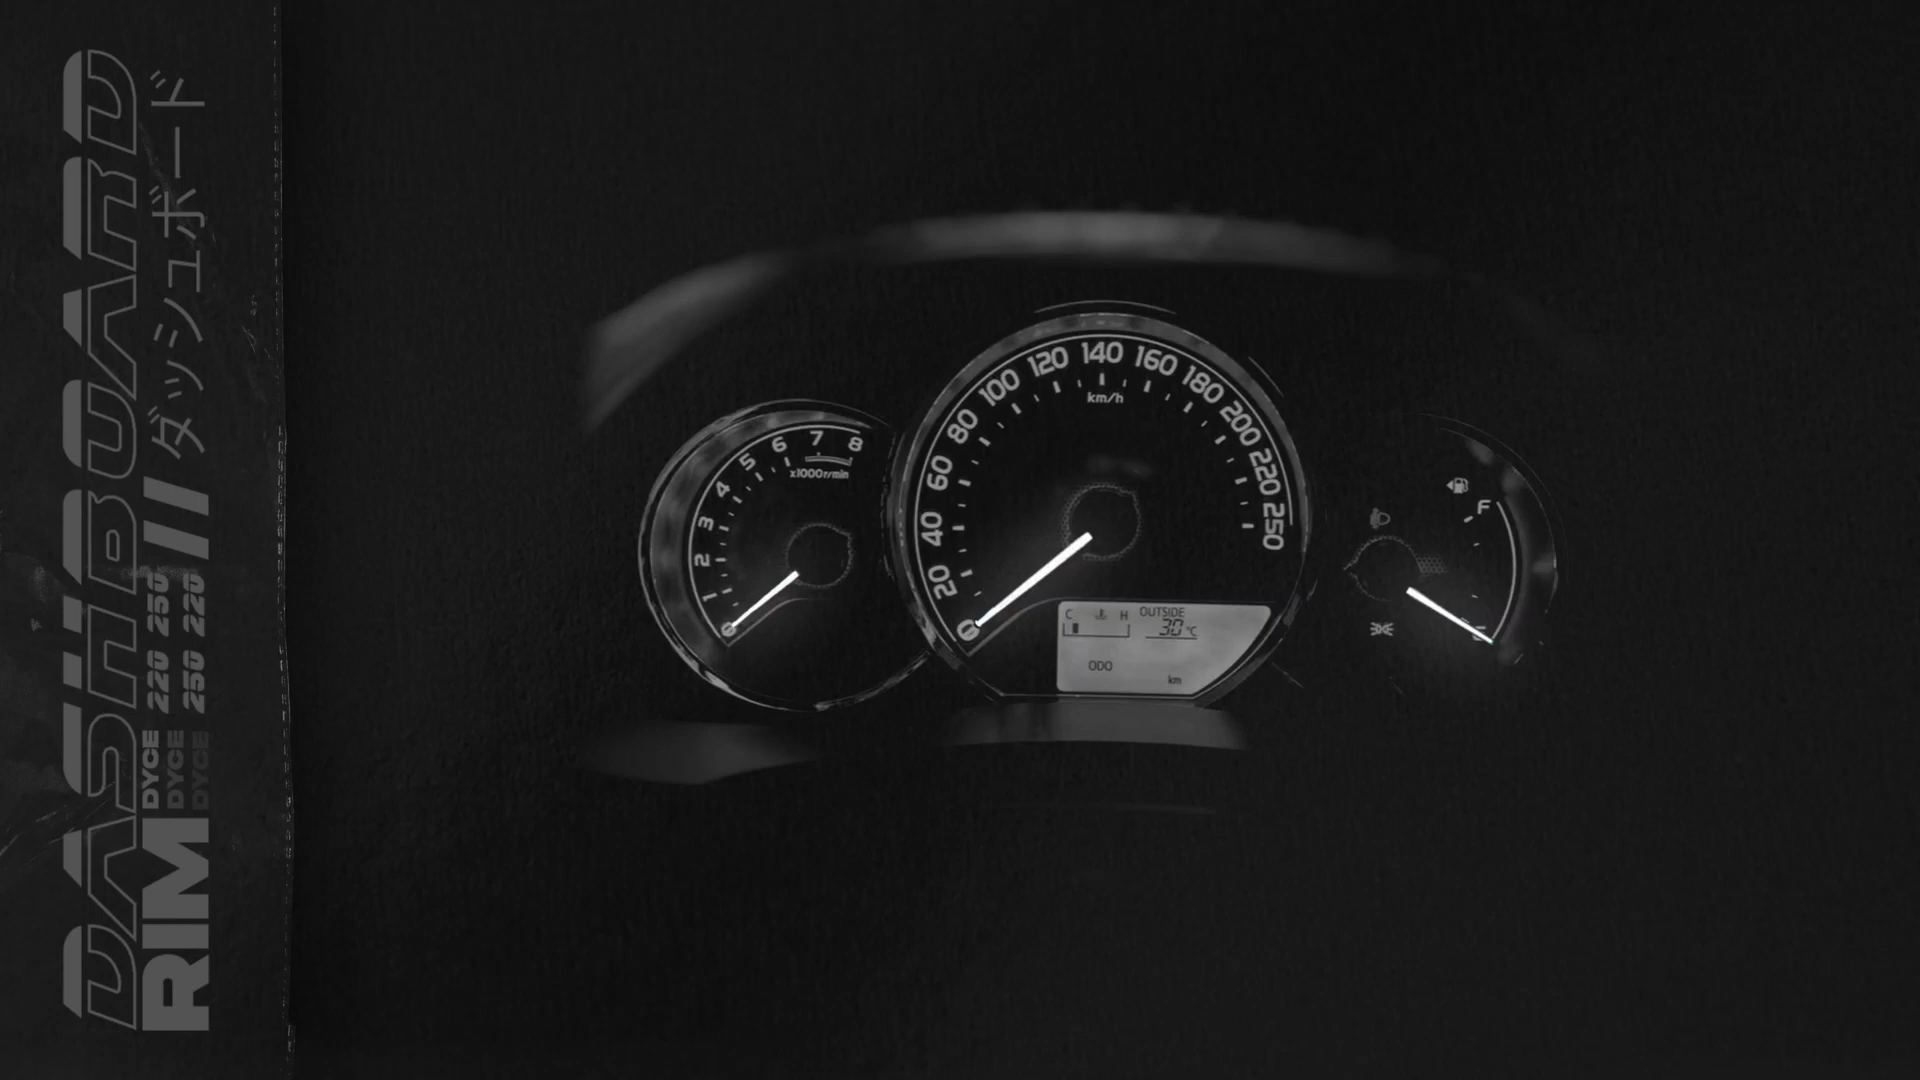 DASHBOARD
RIM DYCE 220 250 // ダッシュボード
DYCE
DYCE 250 220
8
7
6
5
4
3
2
1
0
x1000r/min
0
20
40
60
80
100
120
140
160
180
200
220
250
km/h
C H OUTSIDE
30 °C
ODO
km
F